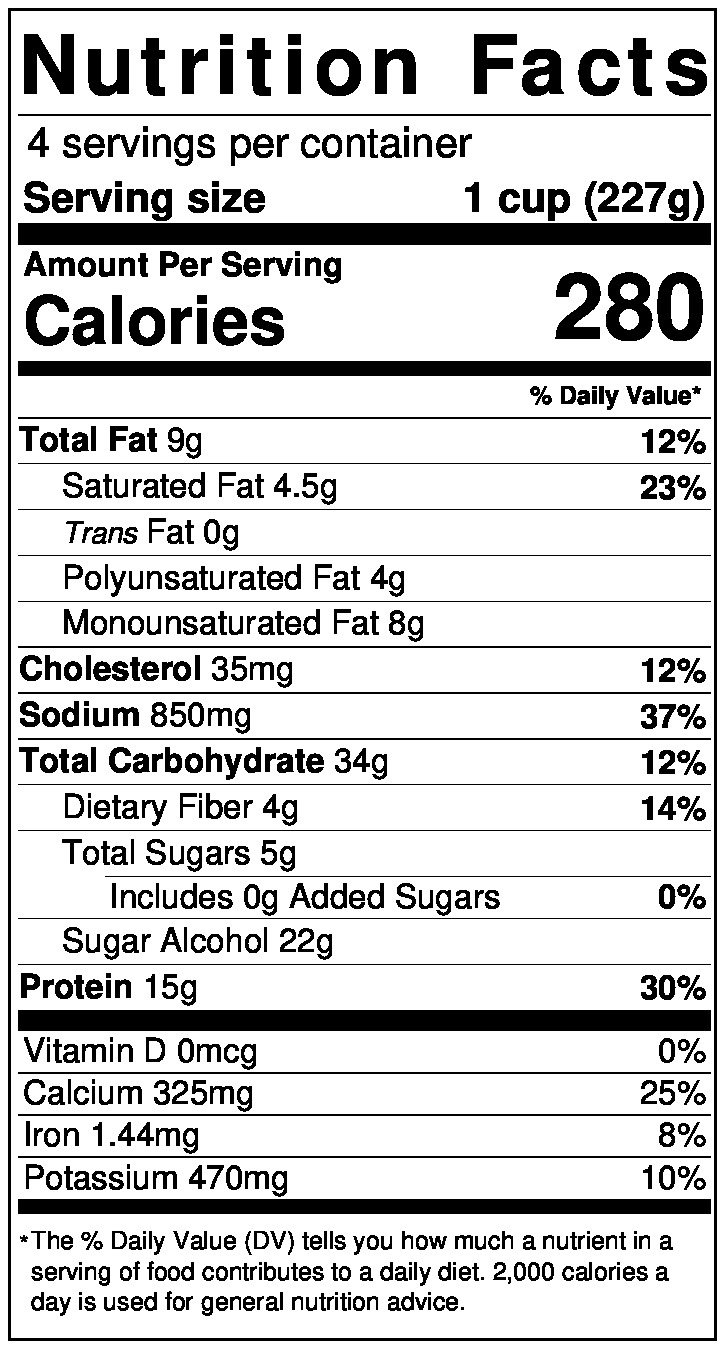 Nutrition Facts
4 servings per container
Serving size 1 cup (227g)
Amount Per Serving
Calories 280
% Daily Value*
Total Fat 9g 12%
Saturated Fat 4.5g 23%
Trans Fat 0g
Polyunsaturated Fat 4g
Monounsaturated Fat 8g
Cholesterol 35mg 12%
Sodium 850mg 37%
Total Carbohydrate 34g 12%
Dietary Fiber 4g 14%
Total Sugars 5g
Includes 0g Added Sugars 0%
Sugar Alcohol 22g
Protein 15g 30%
Vitamin D 0mcg 0%
Calcium 325mg 25%
Iron 1.44mg 8%
Potassium 470mg 10%
*The % Daily Value (DV) tells you how much a nutrient in a
serving of food contributes to a daily diet. 2,000 calories a
day is used for general nutrition advice.